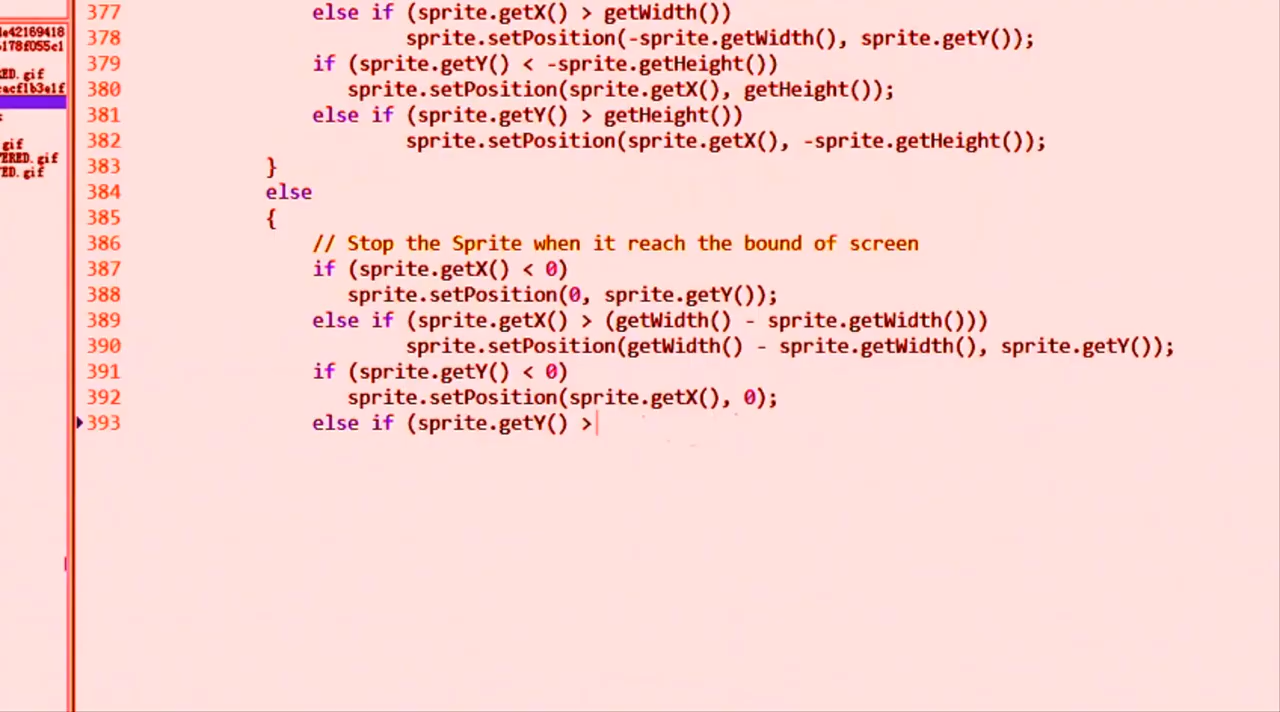 377 else if (sprite.getX() > getWidth())
378 sprite.setPosition(-sprite.getWidth(), sprite.getY());
379 if (sprite.getY() < -sprite.getHeight())
380 sprite.setPosition(sprite.getX(), getHeight());
381 else if (sprite.getY() > getHeight())
382 sprite.setPosition(sprite.getX(), -sprite.getHeight());
383 }
384 else
385 {
386 // Stop the Sprite when it reach the bound of screen
387 if (sprite.getX() < 0)
388 sprite.setPosition(0, sprite.getY());
389 else if (sprite.getX() > (getWidth() - sprite.getWidth()))
390 sprite.setPosition(getWidth() - sprite.getWidth(), sprite.getY());
391 if (sprite.getY() < 0)
392 sprite.setPosition(sprite.getX(), 0);
393 else if (sprite.getY() >
.gif
.gif
.gif
.gif